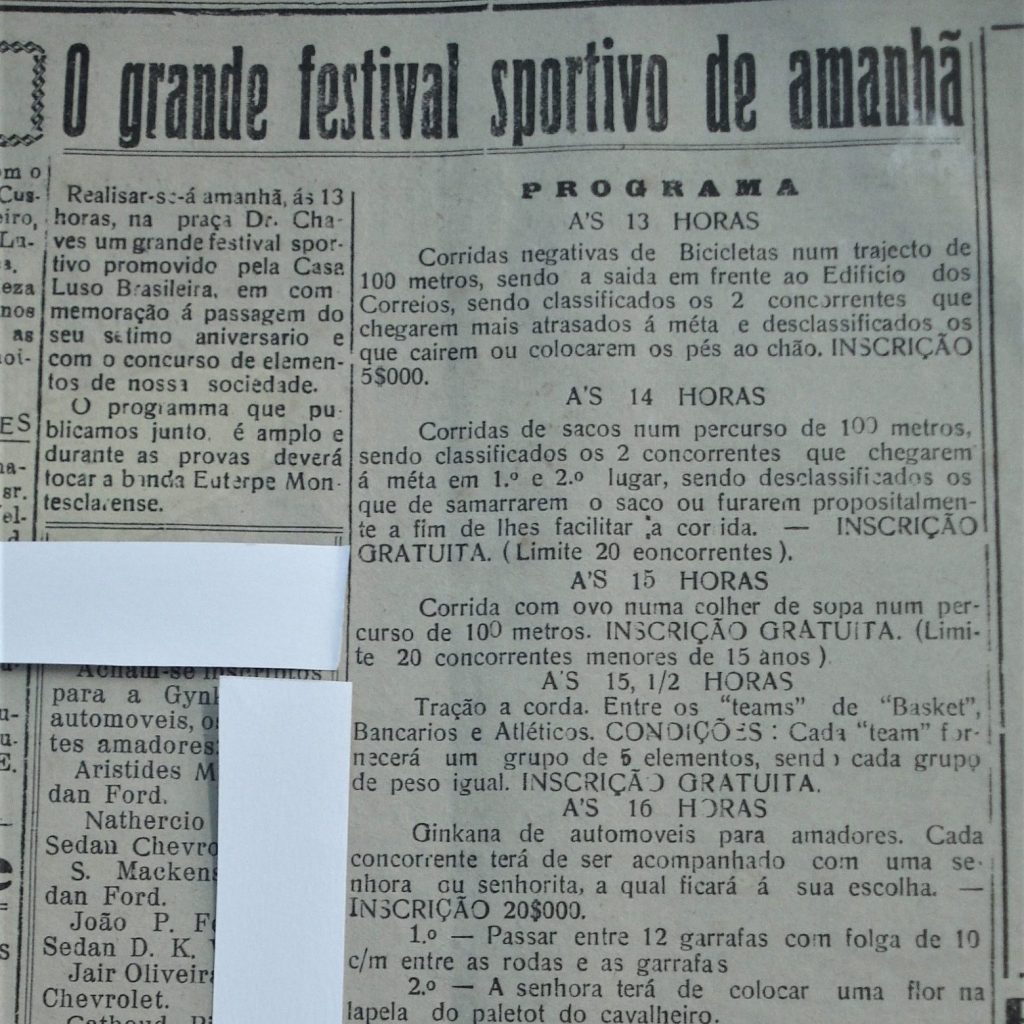 O grande festival sportivo de amanhã
Realisar-se-á amanhã, ás 13
horas, na praça Dr. Cha-
ves um grande festival spor-
tivo promovido pela Casa
Luso Brasileira, em com
memoração á passagem do
seu setimo aniversario e
com o concurso de elemen-
tos de nossa sociedade.
O programma que pu-
blicamos junto, é amplo e
durante as provas deverá
tocar a banda Euterpe Mon-
tesclarense.
Acham-se inscriptos
para a
automoveis,
tes amadores:
Aristides M
dan Ford.
Nathercio
Sedan Chevro
S. Mackens
dan Ford.
João P. Fe
Sedan D. K.
Jair Oliveira
Chevrolet.
PROGRAMA
A'S 13 HORAS
Corridas negativas de Bicicletas num trajecto de
100 metros, sendo a saida em frente ao Edificio dos
Correios, sendo classificados os 2 concorrentes que
chegarem mais atrasados á méta e desclassificados os
que cairem ou colocarem os pés ao chão. INSCRIÇÃO
5$000.
A'S 14 HORAS
Corridas de sacos num percurso de 100 metros,
sendo classificados os 2 concorrentes que chegarem
á méta em 1.º e 2.º lugar, sendo desclassificados os
que de samarrarem o saco ou furarem propositalmen-
te a fim de lhes facilitar a corrida. — INSCRIÇÃO
GRATUITA. (Limite 20 eoncorrentes).
A'S 15 HORAS
Corrida com ovo numa colher de sopa num per-
curso de 100 metros. INSCRIÇÃO GRATUITA. (Limi-
te 20 concorrentes menores de 15 anos)
A'S 15, 1/2 HORAS
Tração a corda. Entre os "teams" de "Basket",
Bancarios e Atléticos. CONDIÇÕES: Cada "team" for-
necerá um grupo de 5 elementos, sendo cada grupo
de peso igual. INSCRIÇÃO GRATUITA.
A'S 16 HORAS
Ginkana de automoveis para amadores. Cada
concorrente terá de ser acompanhado com uma se-
nhora ou senhorita, a qual ficará á sua escolha. —
INSCRIÇÃO 20$000.
1.º — Passar entre 12 garrafas com folga de 10
c/m entre as rodas e as garrafas
2.º — A senhora terá de colocar uma flor na
lapela do paletot do cavalheiro.